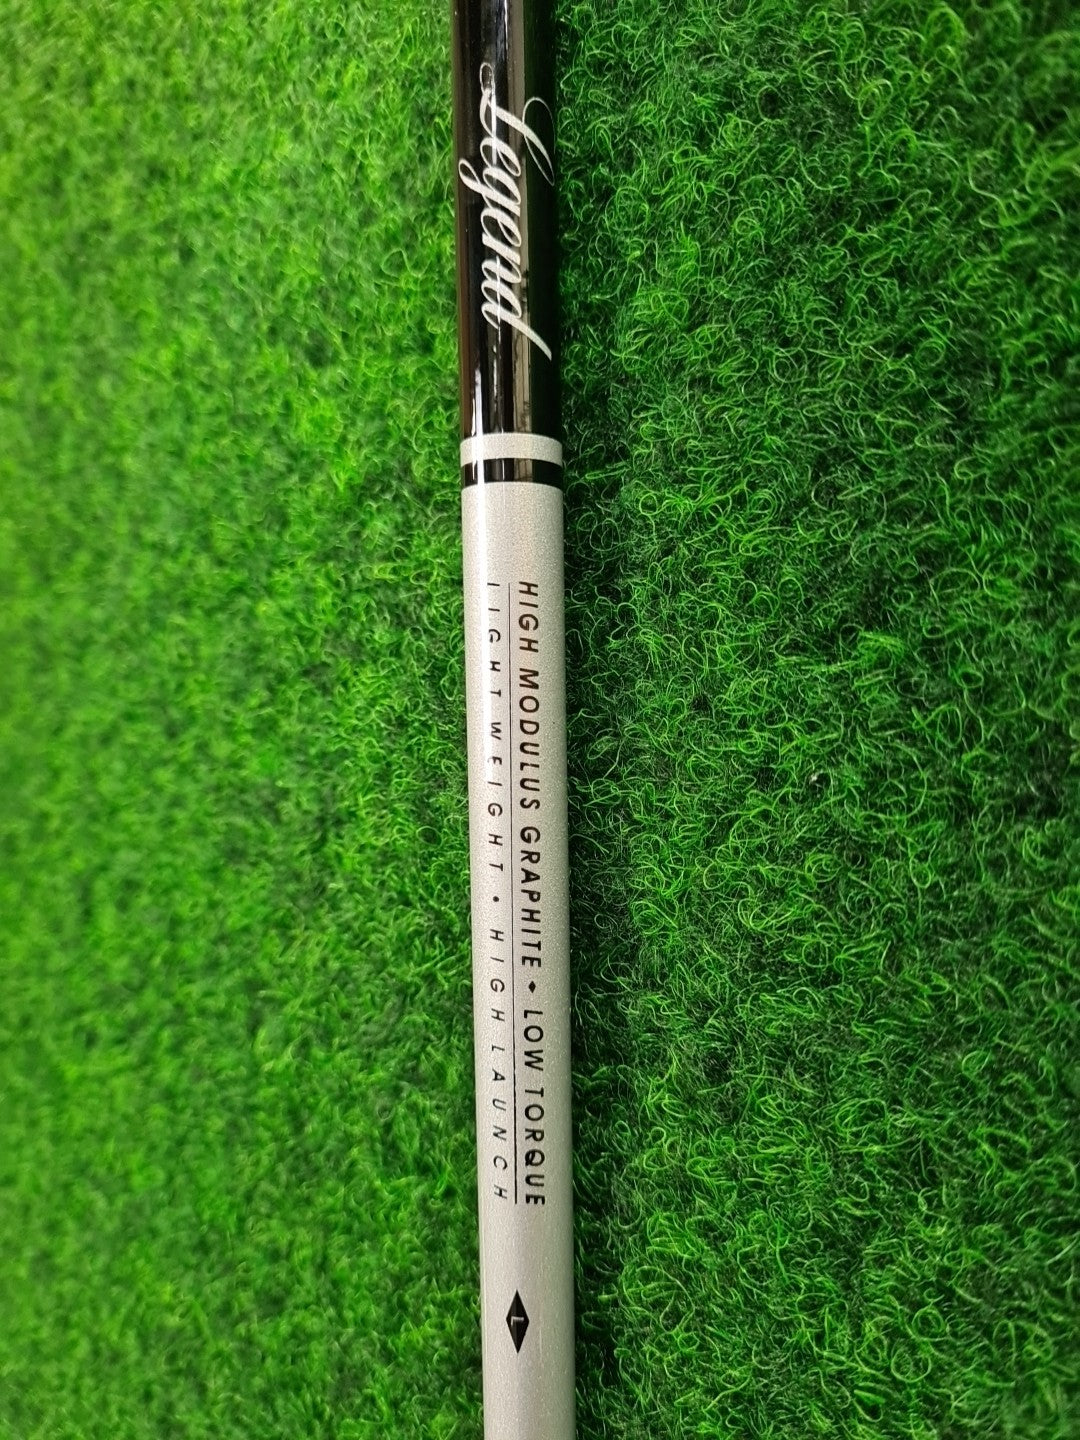 Legend
HIGH MODULUS GRAPHITE • LOW TORQUE
LIGHTWEIGHT • HIGH LAUNCH
L